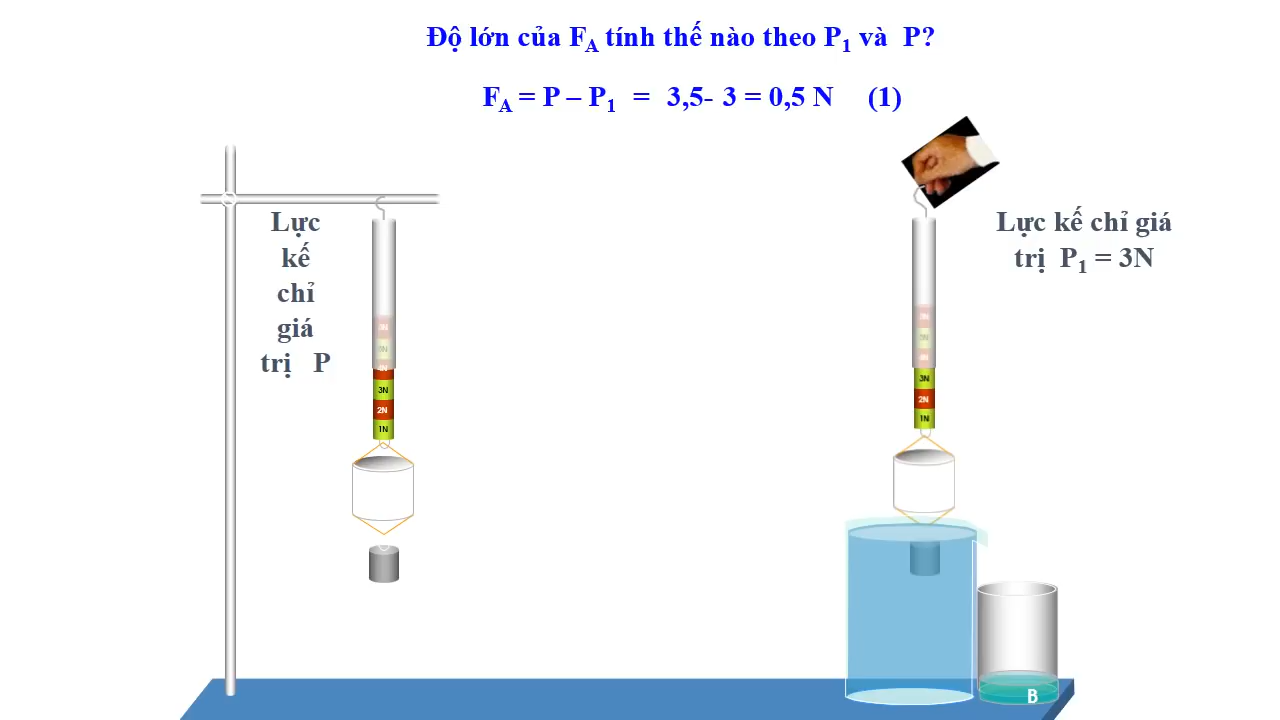 Độ lớn của FA tính thế nào theo P1 và P?
FA = P – P1 = 3,5- 3 = 0,5 N (1)
Lực
kế
chỉ
giá
trị P
Lực kế chỉ giá
trị P1 = 3N
3N
2N
1N
3N
2N
1N
B